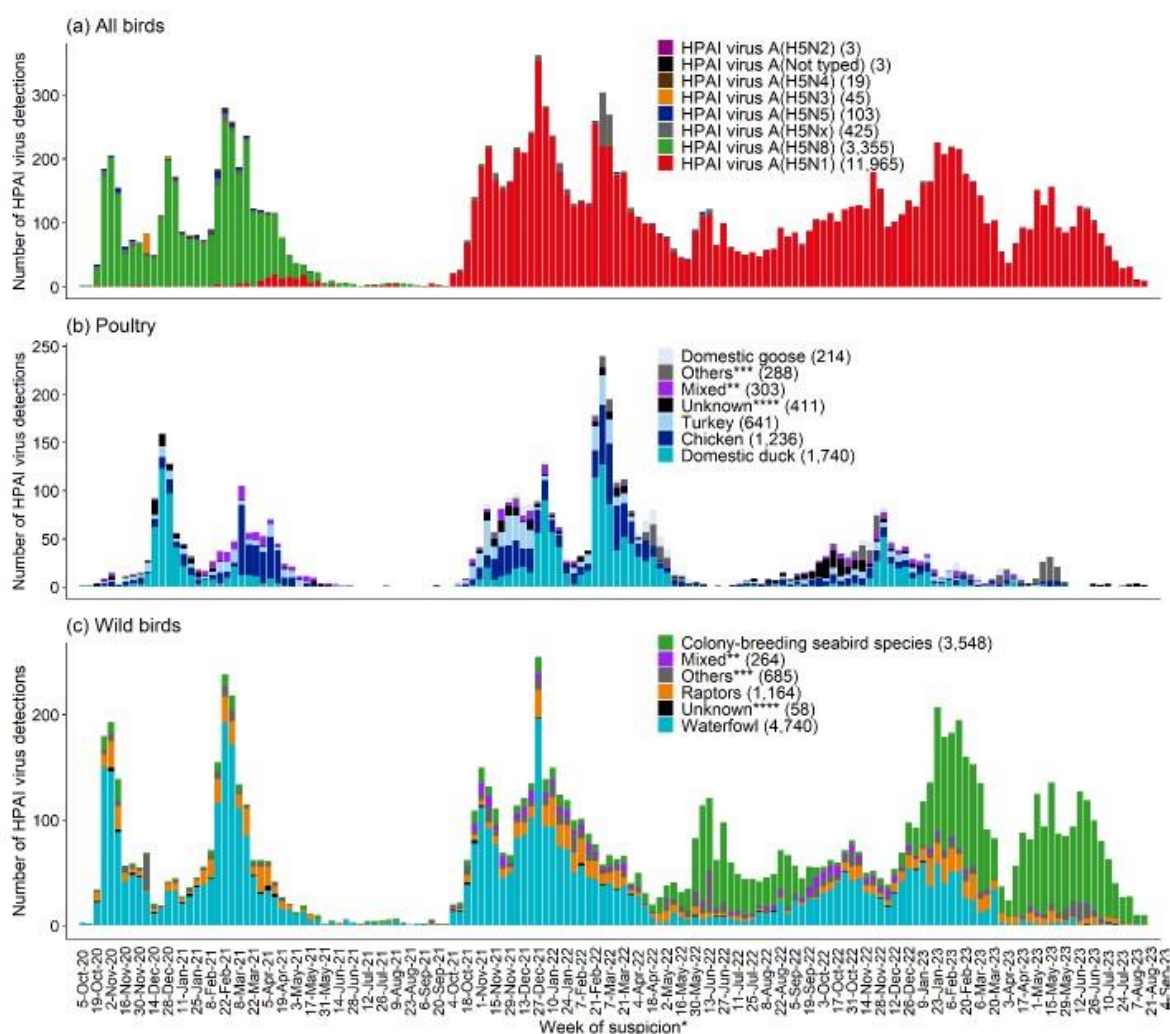 (a) All birds
Number of HPAI virus detections
300
200
100
0
HPAI virus A(H5N2) (3)
HPAI virus A(Not typed) (3)
HPAI virus A(H5N4) (19)
HPAI virus A(H5N3) (45)
HPAI virus A(H5N5) (103)
HPAI virus A(H5Nx) (425)
HPAI virus A(H5N8) (3,355)
HPAI virus A(H5N1) (11,965)
(b) Poultry
Number of HPAI virus detections
250
200
150
100
50
0
Domestic goose (214)
Others*** (288)
Mixed** (303)
Unknown**** (411)
Turkey (641)
Chicken (1,236)
Domestic duck (1,740)
(c) Wild birds
Number of HPAI virus detections
200
100
0
Colony-breeding seabird species (3,548)
Mixed** (264)
Others*** (685)
Raptors (1,164)
Unknown**** (58)
Waterfowl (4,740)
5-Oct-20
19-Oct-20
2-Nov-20
16-Nov-20
30-Nov-20
14-Dec-20
28-Dec-20
11-Jan-21
25-Jan-21
8-Feb-21
22-Feb-21
8-Mar-21
22-Mar-21
5-Apr-21
19-Apr-21
3-May-21
17-May-21
31-May-21
14-Jun-21
28-Jun-21
12-Jul-21
26-Jul-21
9-Aug-21
23-Aug-21
6-Sep-21
20-Sep-21
4-Oct-21
18-Oct-21
1-Nov-21
15-Nov-21
29-Nov-21
13-Dec-21
27-Dec-21
10-Jan-22
24-Jan-22
7-Feb-22
21-Feb-22
7-Mar-22
21-Mar-22
4-Apr-22
18-Apr-22
2-May-22
16-May-22
30-May-22
13-Jun-22
27-Jun-22
11-Jul-22
25-Jul-22
8-Aug-22
22-Aug-22
5-Sep-22
19-Sep-22
3-Oct-22
17-Oct-22
31-Oct-22
14-Nov-22
28-Nov-22
12-Dec-22
26-Dec-22
9-Jan-23
23-Jan-23
6-Feb-23
20-Feb-23
6-Mar-23
20-Mar-23
3-Apr-23
17-Apr-23
1-May-23
15-May-23
29-May-23
12-Jun-23
26-Jun-23
10-Jul-23
24-Jul-23
7-Aug-23
21-Aug-23
4-Sep-23
Week of suspicion*